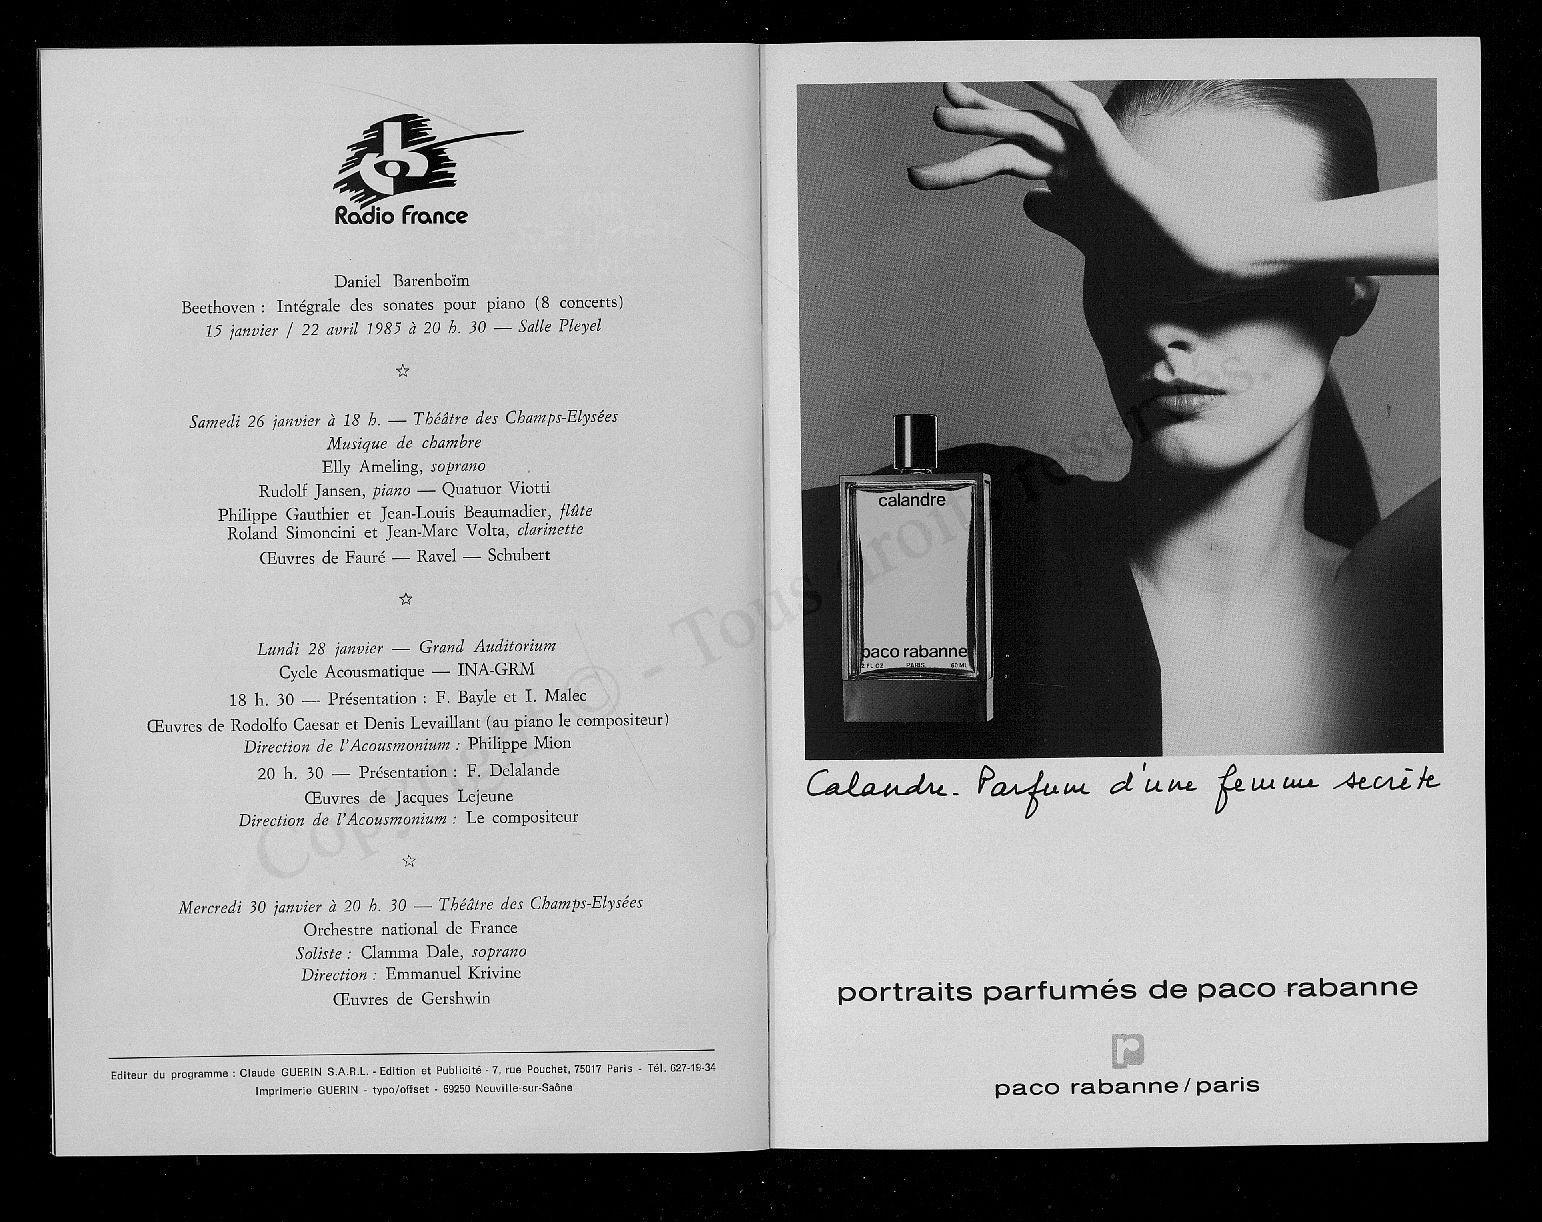 Radio France
Daniel Barenboïm
Beethoven : Intégrale des sonates pour piano (8 concerts)
15 janvier / 22 avril 1985 à 20 h. 30 — Salle Pleyel
☆
Samedi 26 janvier à 18 h. — Théâtre des Champs-Elysées
Musique de chambre
Elly Ameling, soprano
Rudolf Jansen, piano — Quatuor Viotti
Philippe Gauthier et Jean-Louis Beaumadier, flûte
Roland Simoncini et Jean-Marc Volta, clarinette
Œuvres de Fauré — Ravel — Schubert
☆
Lundi 28 janvier — Grand Auditorium
Cycle Acousmatique — INA-GRM
18 h. 30 — Présentation : F. Bayle et I. Malec
Œuvres de Rodolfo Caesar et Denis Levaillant (au piano le compositeur)
Direction de l'Acousmonium : Philippe Mion
20 h. 30 — Présentation : F. Delalande
Œuvres de Jacques Lejeune
Direction de l'Acousmonium : Le compositeur
☆
Mercredi 30 janvier à 20 h. 30 — Théâtre des Champs-Elysées
Orchestre national de France
Soliste : Clamma Dale, soprano
Direction : Emmanuel Krivine
Œuvres de Gershwin
Editeur du programme : Claude GUERIN S.A.R.L. - Edition et Publicité - 7, rue Pouchet, 75017 Paris - Tél. 627-19-34
Imprimerie GUERIN - typo/offset - 69250 Neuville-sur-Saône
calandre
paco rabanne
2 FL OZ PARIS 60 ML
Calandre. Parfum d'une femme secrète
portraits parfumés de paco rabanne
r
paco rabanne / paris
Copyright © - Tous droits